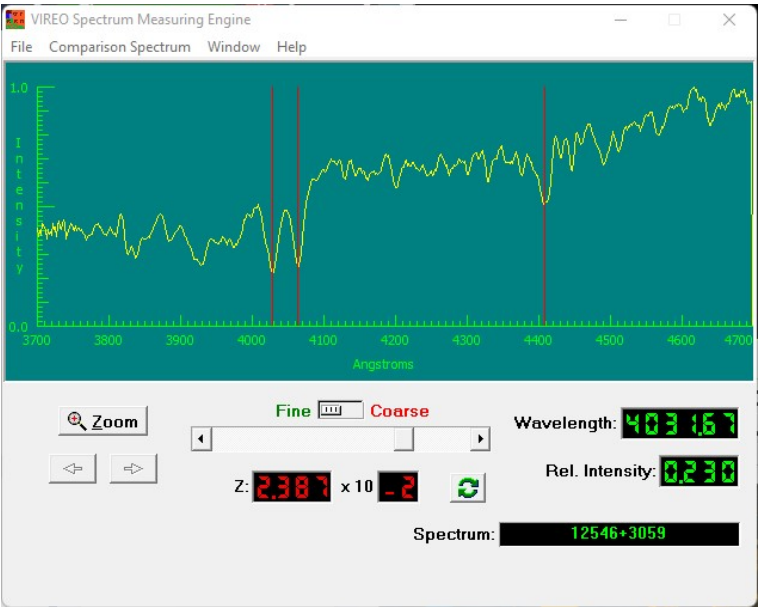 VIREO Spectrum Measuring Engine
File Comparison Spectrum Window Help
1.0
Intensity
0.0
3700 3800 3900 4000 4100 4200 4300 4400 4500 4600 4700
Angstroms
Fine Coarse
Zoom
Wavelength: 4031.67
Rel. Intensity: 0.230
Z: 2.387 x 10 -2
Spectrum: 12546+3059